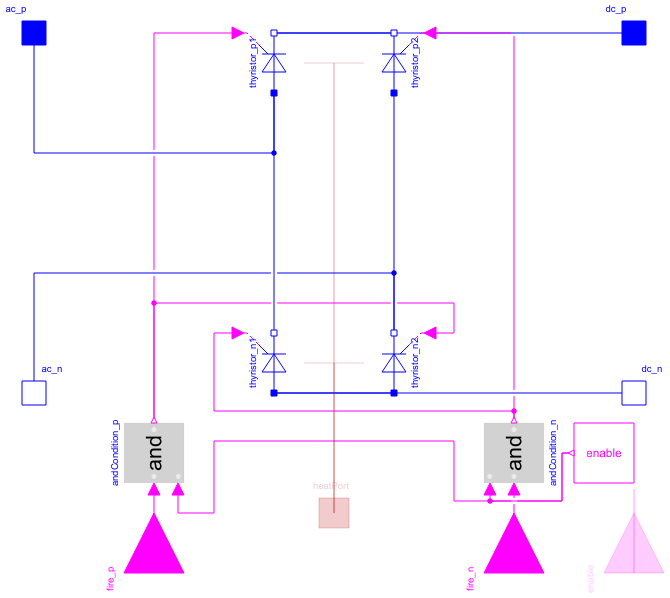 ac_p
dc_p
thyristor_p1
thyristor_p2
thyristor_n1
thyristor_n2
ac_n
dc_n
andCondition_p
and
andCondition_n
and
enable
heatPort
fire_p
fire_n
enable